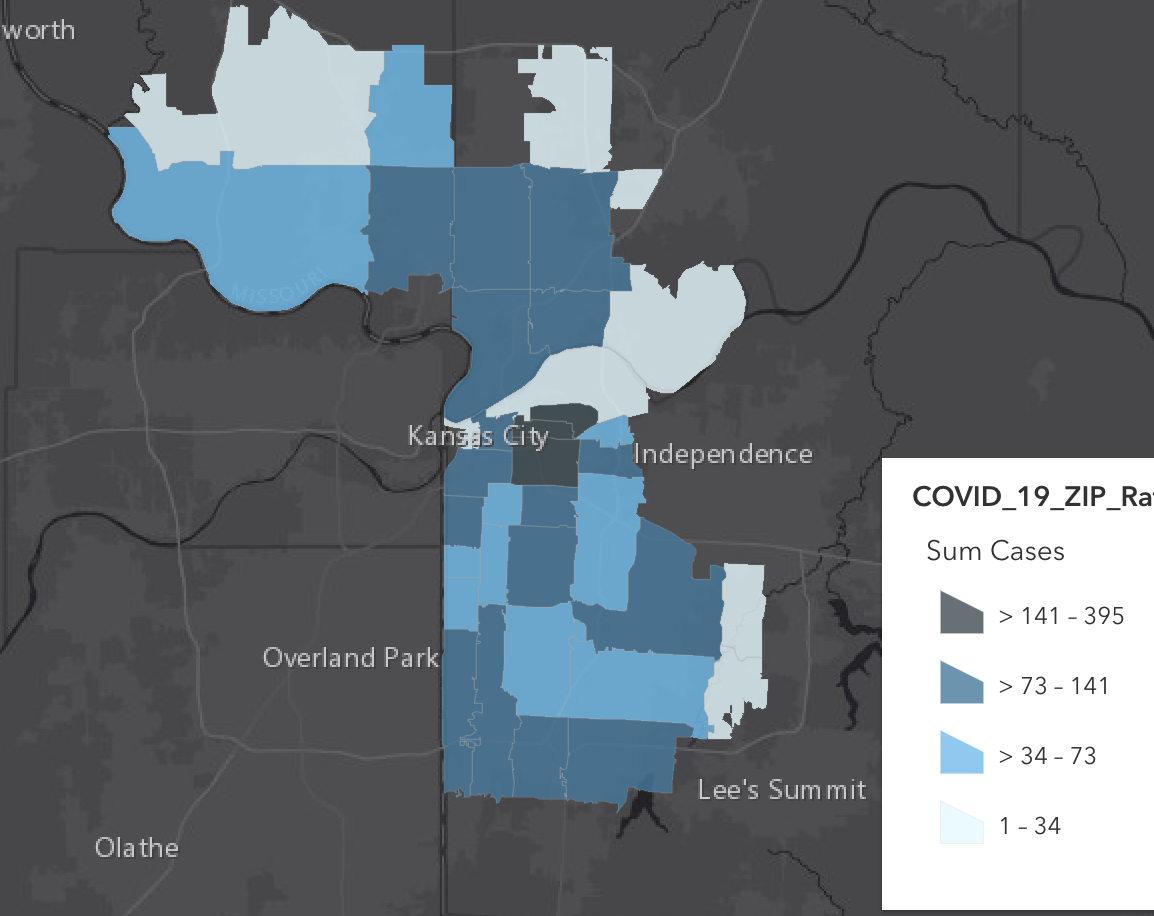 worth
MISSOURI
Kansas City
Independence
Overland Park
Lee's Summit
Olathe
COVID_19_ZIP_Ra
Sum Cases
> 141 – 395
> 73 – 141
> 34 – 73
1 – 34